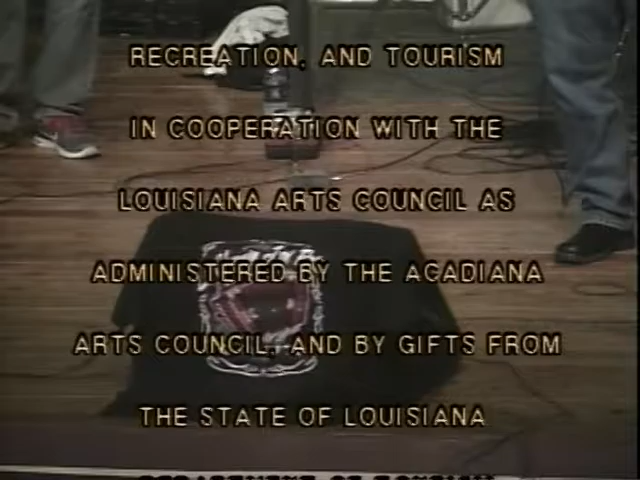 RECREATION, AND TOURISM
IN COOPERATION WITH THE
LOUISIANA ARTS COUNCIL AS
ADMINISTERED BY THE ACADIANA
ARTS COUNCIL, AND BY GIFTS FROM
THE STATE OF LOUISIANA